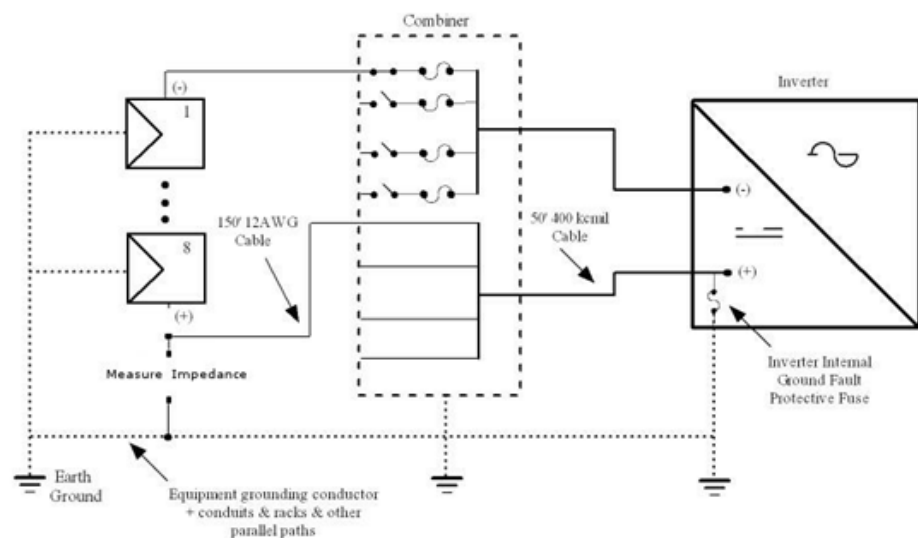 Combiner
Inverter
(-)
1
8
(+)
150' 12AWG
Cable
50' 400 kcmil
Cable
(-)
(+)
Measure Impedance
Inverter Internal
Ground Fault
Protective Fuse
Earth
Ground
Equipment grounding conductor
+ conduits & racks & other
parallel paths